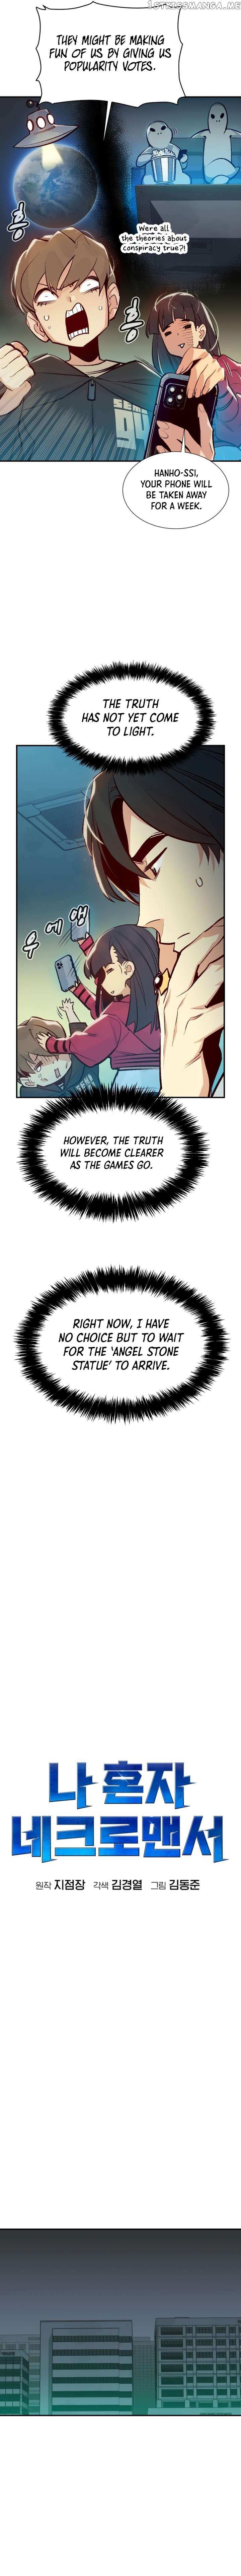 1STKISSMANGA.ME
THEY MIGHT BE MAKING
FUN OF US BY GIVING US
POPULARITY VOTES.
흥
Were all
the theories about
conspiracy true?!
흥
HANHO-SSI,
YOUR PHONE WILL
BE TAKEN AWAY
FOR A WEEK.
THE TRUTH
HAS NOT YET COME
TO LIGHT.
우에앵
HOWEVER, THE TRUTH
WILL BECOME CLEARER
AS THE GAMES GO.
RIGHT NOW, I HAVE
NO CHOICE BUT TO WAIT
FOR THE 'ANGEL STONE
STATUE' TO ARRIVE.
나 혼자
네크로맨서
원작 지점장 각색 김경열 그림 김동준